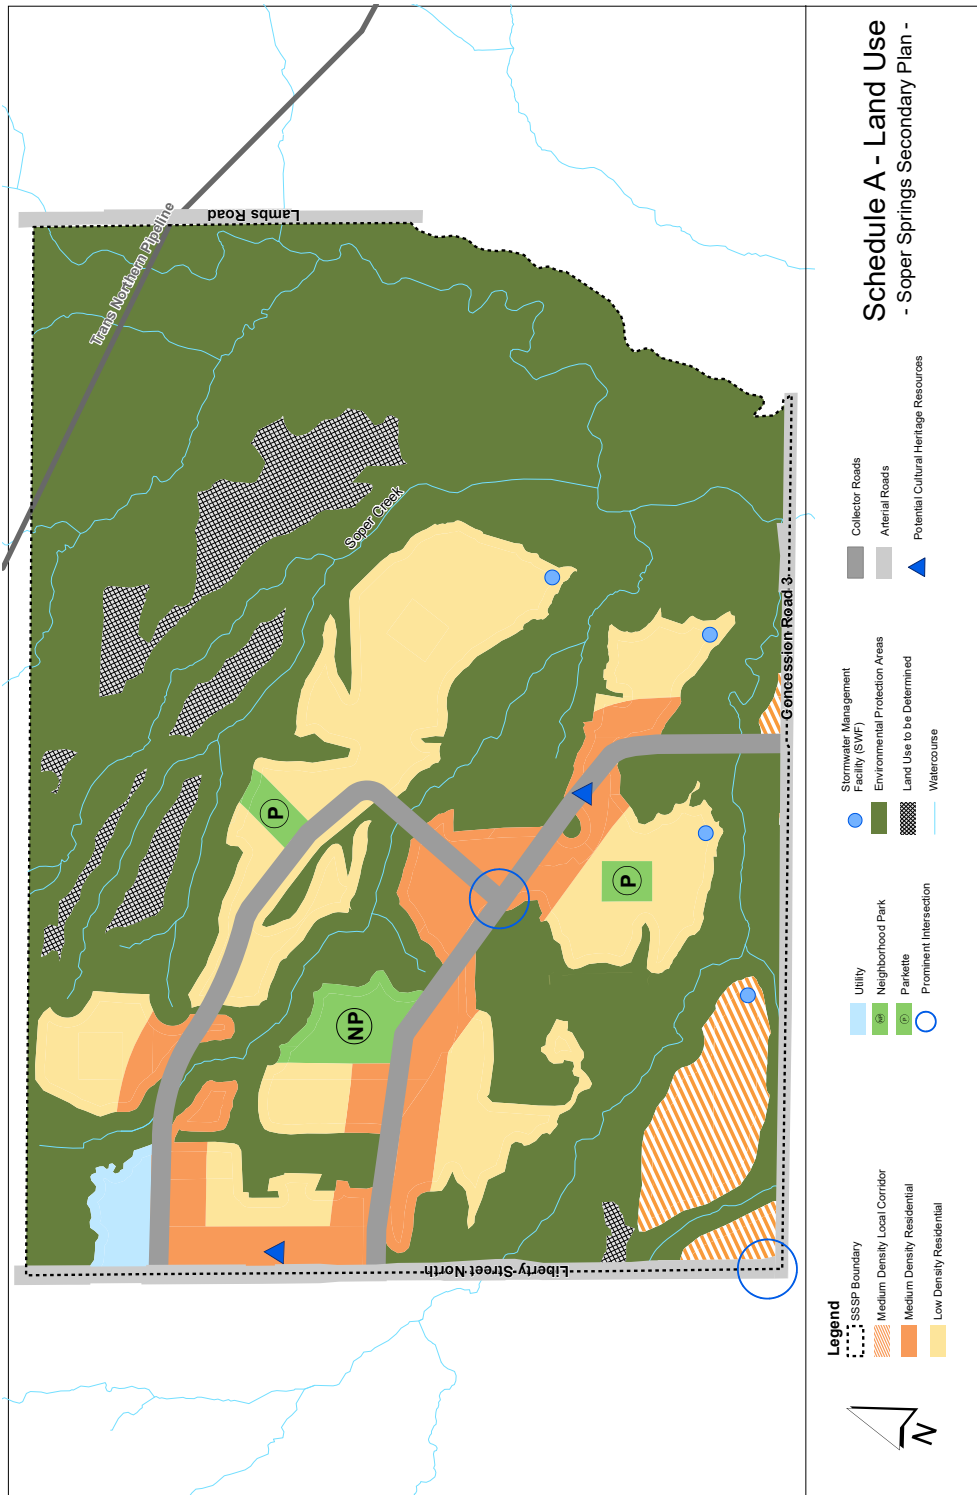 Schedule A - Land Use
- Soper Springs Secondary Plan -
Lambs Road
Trans Northern Pipeline
Soper Creek
Concession Road 3
Liberty Street North
P
P
NP
Legend
SSSP Boundary
Medium Density Local Corridor
Medium Density Residential
Low Density Residential
Utility
Neighborhood Park
NP
Parkette
P
Prominent Intersection
Stormwater Management
Facility (SWF)
Environmental Protection Areas
Land Use to be Determined
Watercourse
Collector Roads
Arterial Roads
Potential Cultural Heritage Resources
N